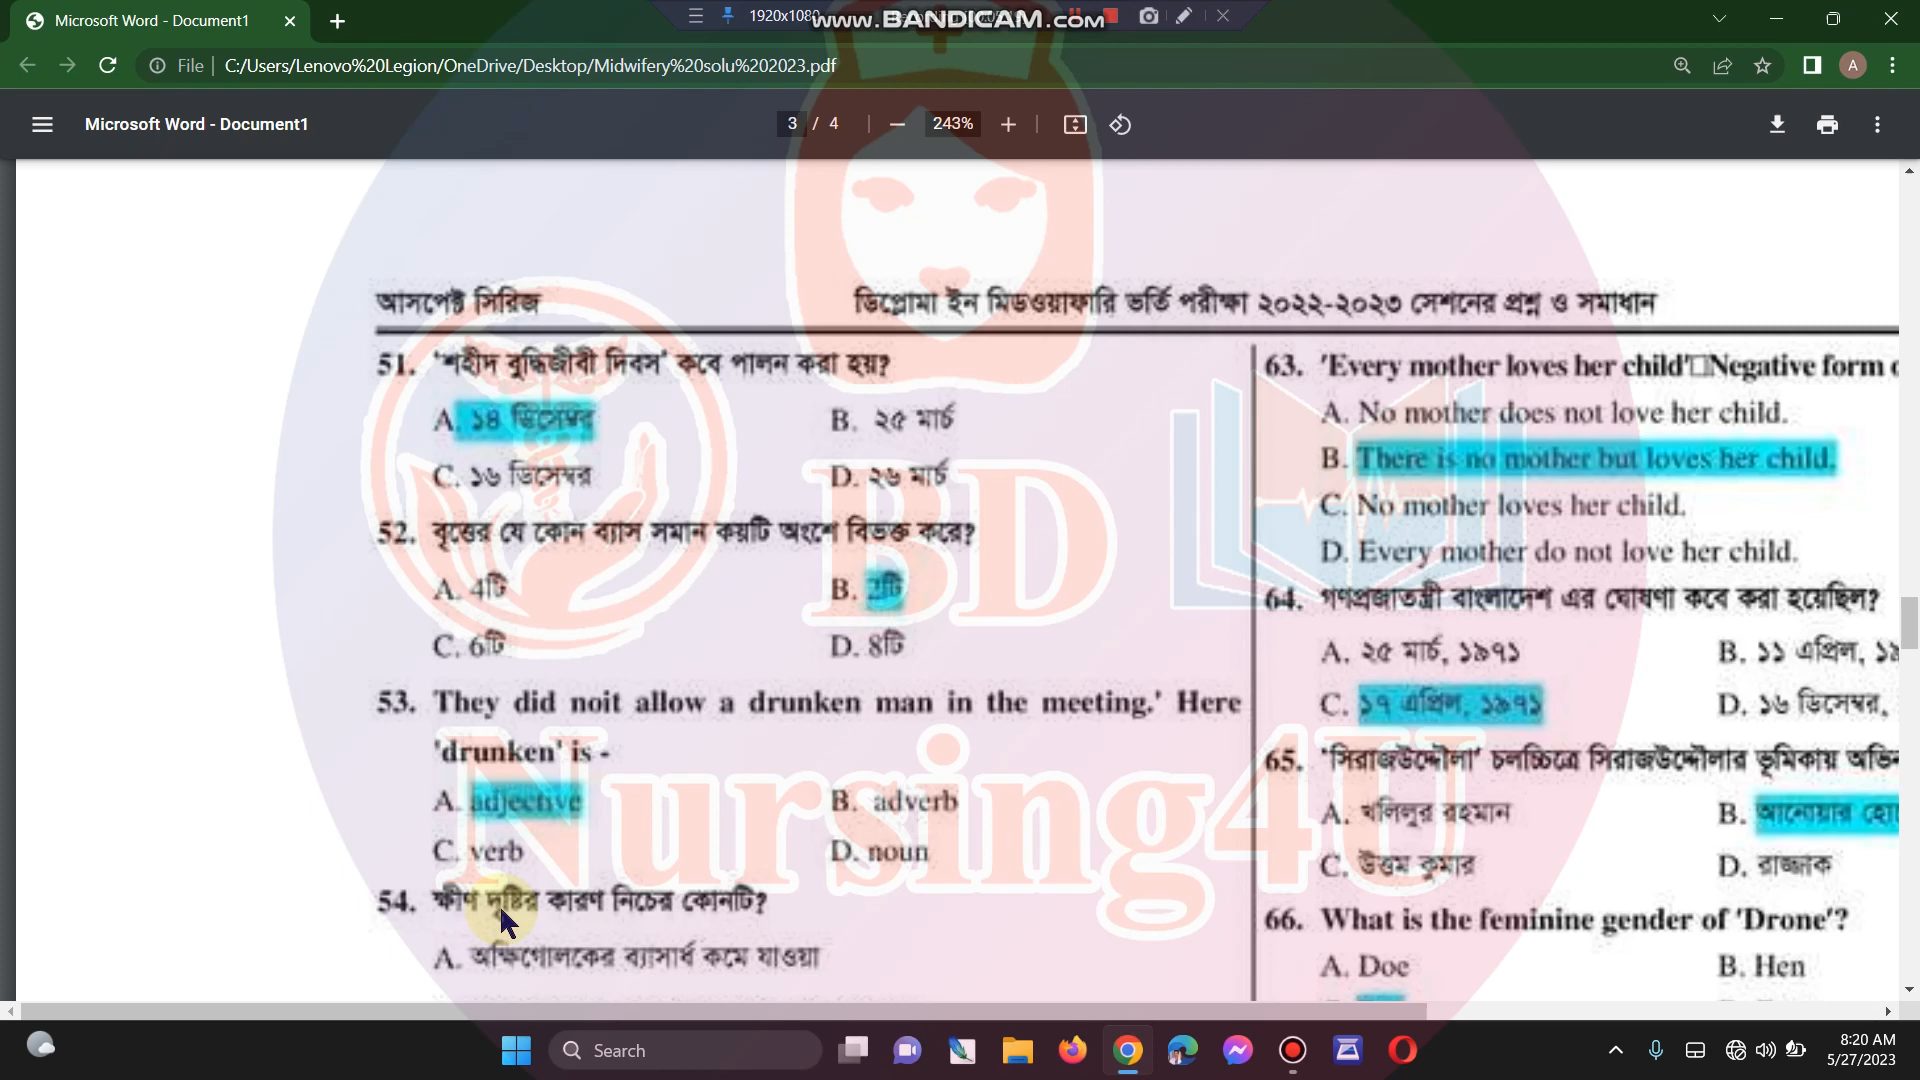 Microsoft Word - Document1
1920x1080
www.BANDICAM.com
File
C:/Users/Lenovo%20Legion/OneDrive/Desktop/Midwifery%20solu%202023.pdf
A
Microsoft Word - Document1
3 / 4
243%
আসপেক্ট সিরিজ
ডিপ্লোমা ইন মিডওয়াফারি ভর্তি পরীক্ষা ২০২২-২০২৩ সেশনের প্রশ্ন ও সমাধান
51. 'শহীদ বুদ্ধিজীবী দিবস' কবে পালন করা হয়?
A. ১৪ ডিসেম্বর
B. ২৫ মার্চ
C. ১৬ ডিসেম্বর
D. ২৬ মার্চ
52. বৃত্তের যে কোন ব্যাস সমান কয়টি অংশে বিভক্ত করে?
A. 4টি
B. 2টি
C. 6টি
D. 8টি
53. They did noit allow a drunken man in the meeting.' Here
'drunken' is -
A. adjective
B. adverb
C. verb
D. noun
54. ক্ষীণ দৃষ্টির কারণ নিচের কোনটি?
A. অক্ষিগোলকের ব্যাসার্ধ কমে যাওয়া
63. 'Every mother loves her child'□Negative form
A. No mother does not love her child.
B. There is no mother but loves her child.
C. No mother loves her child.
D. Every mother do not love her child.
64. গণপ্রজাতন্ত্রী বাংলাদেশ এর ঘোষণা কবে করা হয়েছিল?
A. ২৫ মার্চ, ১৯৭১
B. ১১ এপ্রিল,
C. ১৭ এপ্রিল, ১৯৭১
D. ১৬ ডিসেম্বর,
65. 'সিরাজউদ্দৌলা' চলচ্চিত্রে সিরাজউদ্দৌলার ভূমিকায়
A. খলিলুর রহমান
B. আনোয়ার
C. উত্তম কুমার
D. রাজ্জাক
66. What is the feminine gender of 'Drone'?
A. Doe
B. Hen
BD
Nursing4U
Search
8:20 AM
5/27/2023